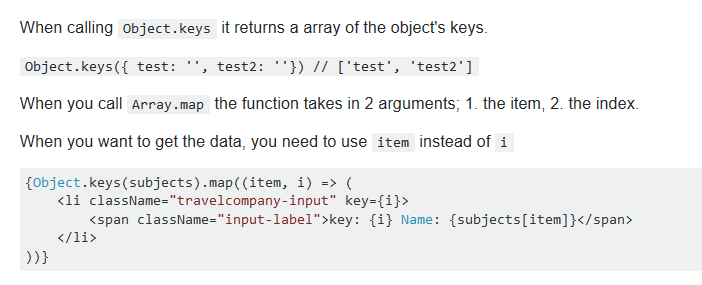 When calling Object.keys it returns a array of the object's keys.
Object.keys({ test: '', test2: ''}) // ['test', 'test2']
When you call Array.map the function takes in 2 arguments; 1. the item, 2. the index.
When you want to get the data, you need to use item instead of i
{Object.keys(subjects).map((item, i) => (
    <li className="travelcompany-input" key={i}>
        <span className="input-label">key: {i} Name: {subjects[item]}</span>
    </li>
))}